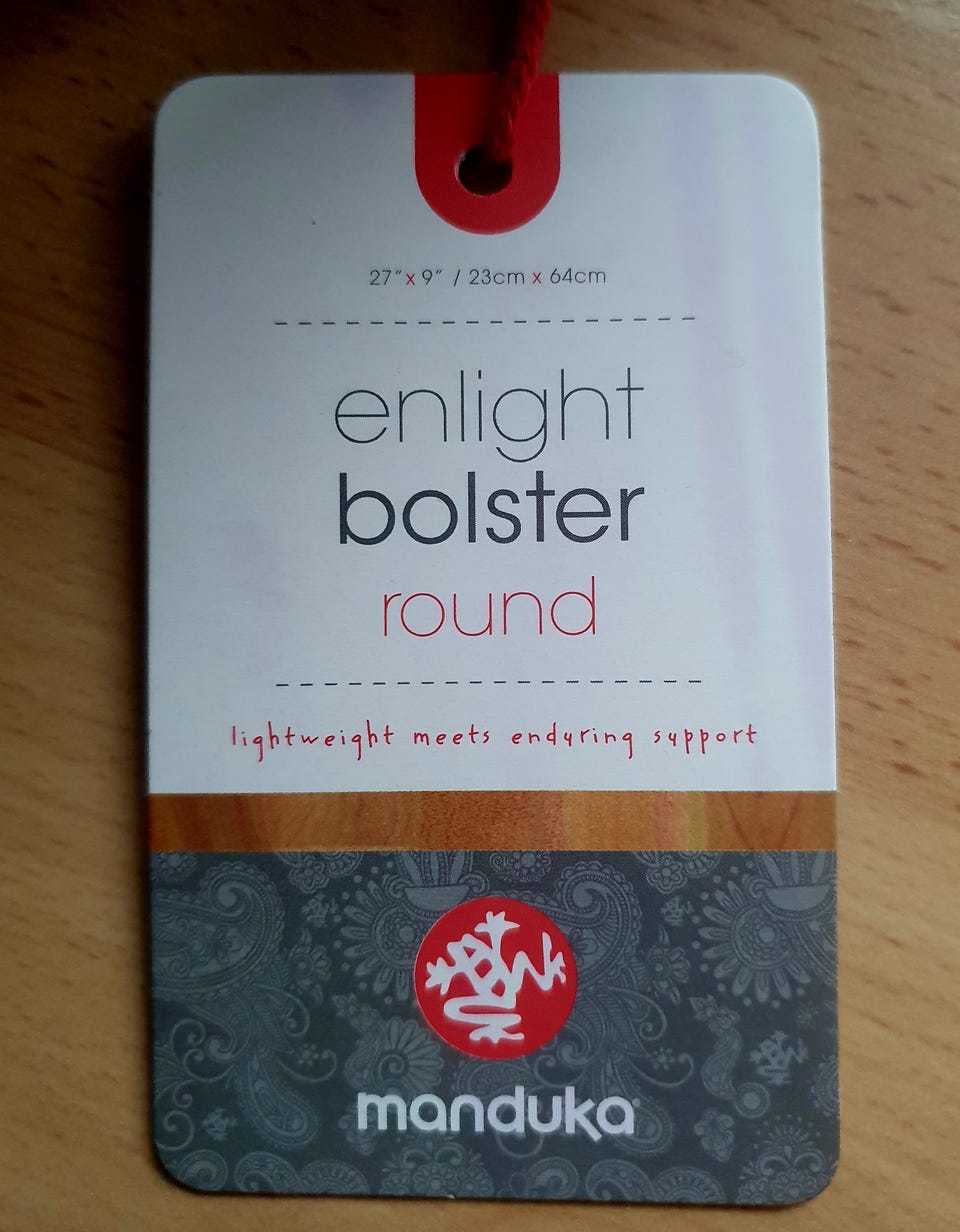 27" x 9" / 23cm x 64cm
enlight
bolster
round
lightweight meets enduring support
manduka